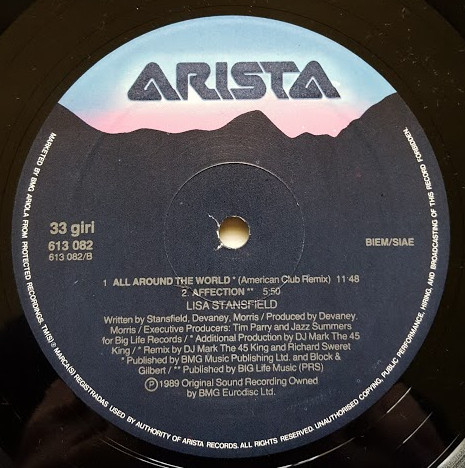 ARISTA
33 giri
613 082
613 082/B
BIEM/SIAE
1 ALL AROUND THE WORLD * (American Club Remix) 11:48
2. AFFECTION ** 5:50
LISA STANSFIELD
Written by Stansfield, Devaney, Morris / Produced by Devaney,
Morris / Executive Producers: Tim Parry and Jazz Summers
for Big Life Records / * Additional Production by DJ Mark The 45
King / * Remix by DJ Mark The 45 King and Richard Sweret
* Published by BMG Music Publishing Ltd. and Block &
Gilbert / ** Published by BIG Life Music (PRS)
Ⓟ 1989 Original Sound Recording Owned
by BMG Eurodisc Ltd.
MARKETED BY BMG ARIOLA FROM PROTECTED RECORDINGS. TM(S) ® MARCA(S) REGISTRADAS USED BY AUTHORITY OF ARISTA RECORDS. ALL RIGHTS RESERVED. UNAUTHORISED COPYING, PUBLIC PERFORMANCE, HIRING, AND BROADCASTING OF THIS RECORD FORBIDDEN.